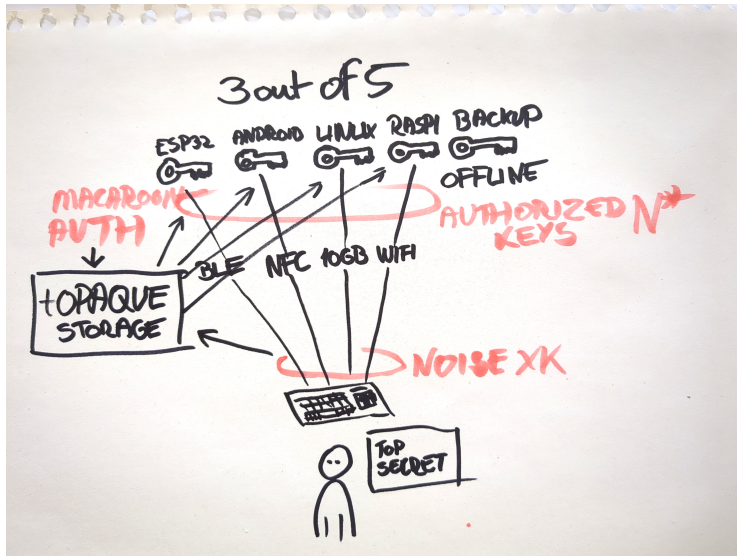 3 out of 5
ESP32 ANDROID LINUX RASPI BACKUP
OFFLINE
MACAROON
AUTH
AUTHORIZED N*
KEYS
BLE NFC 10GB WIFI
tOPAQUE
STORAGE
NOISE XK
TOP
SECRET